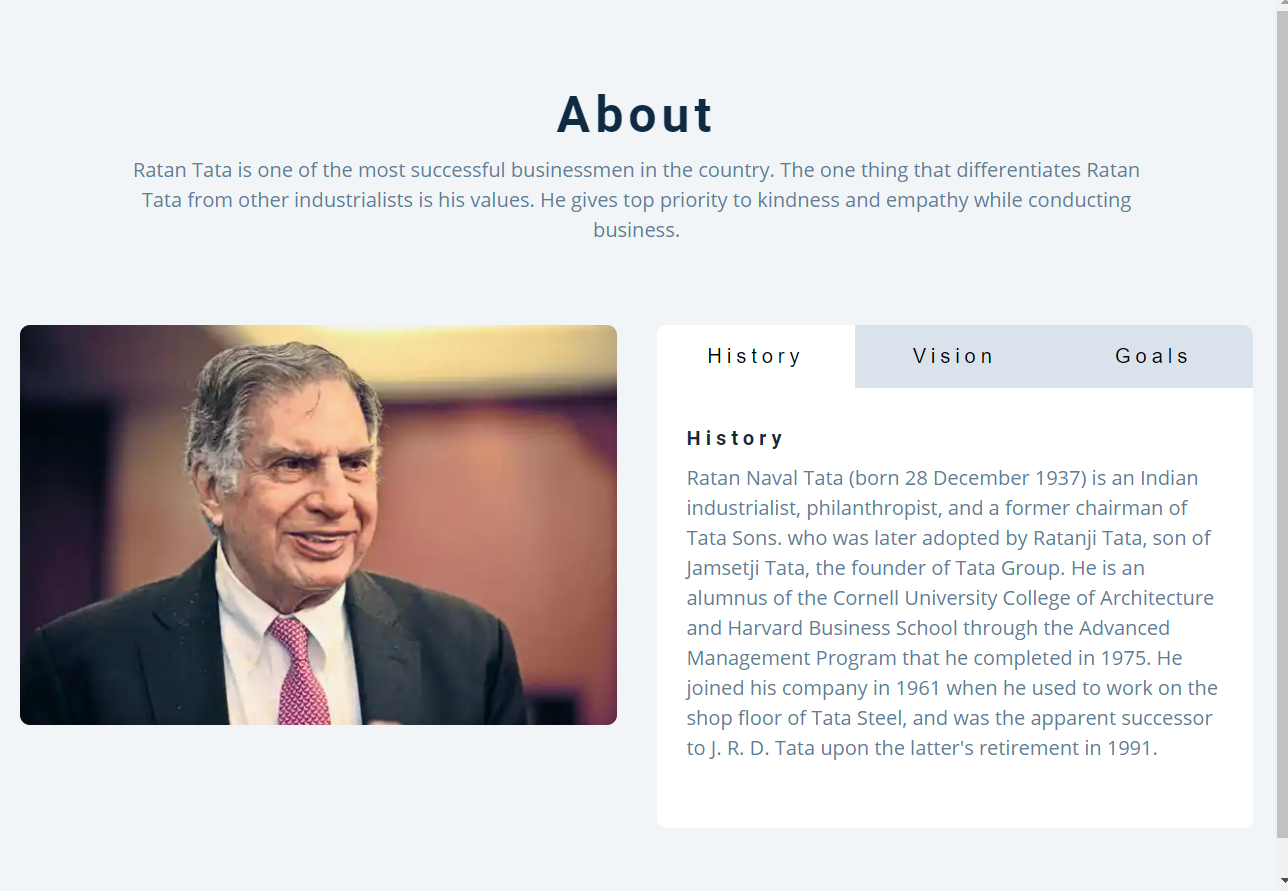 About
Ratan Tata is one of the most successful businessmen in the country. The one thing that differentiates Ratan
Tata from other industrialists is his values. He gives top priority to kindness and empathy while conducting
business.
History
Vision
Goals
History
Ratan Naval Tata (born 28 December 1937) is an Indian
industrialist, philanthropist, and a former chairman of
Tata Sons. who was later adopted by Ratanji Tata, son of
Jamsetji Tata, the founder of Tata Group. He is an
alumnus of the Cornell University College of Architecture
and Harvard Business School through the Advanced
Management Program that he completed in 1975. He
joined his company in 1961 when he used to work on the
shop floor of Tata Steel, and was the apparent successor
to J. R. D. Tata upon the latter's retirement in 1991.